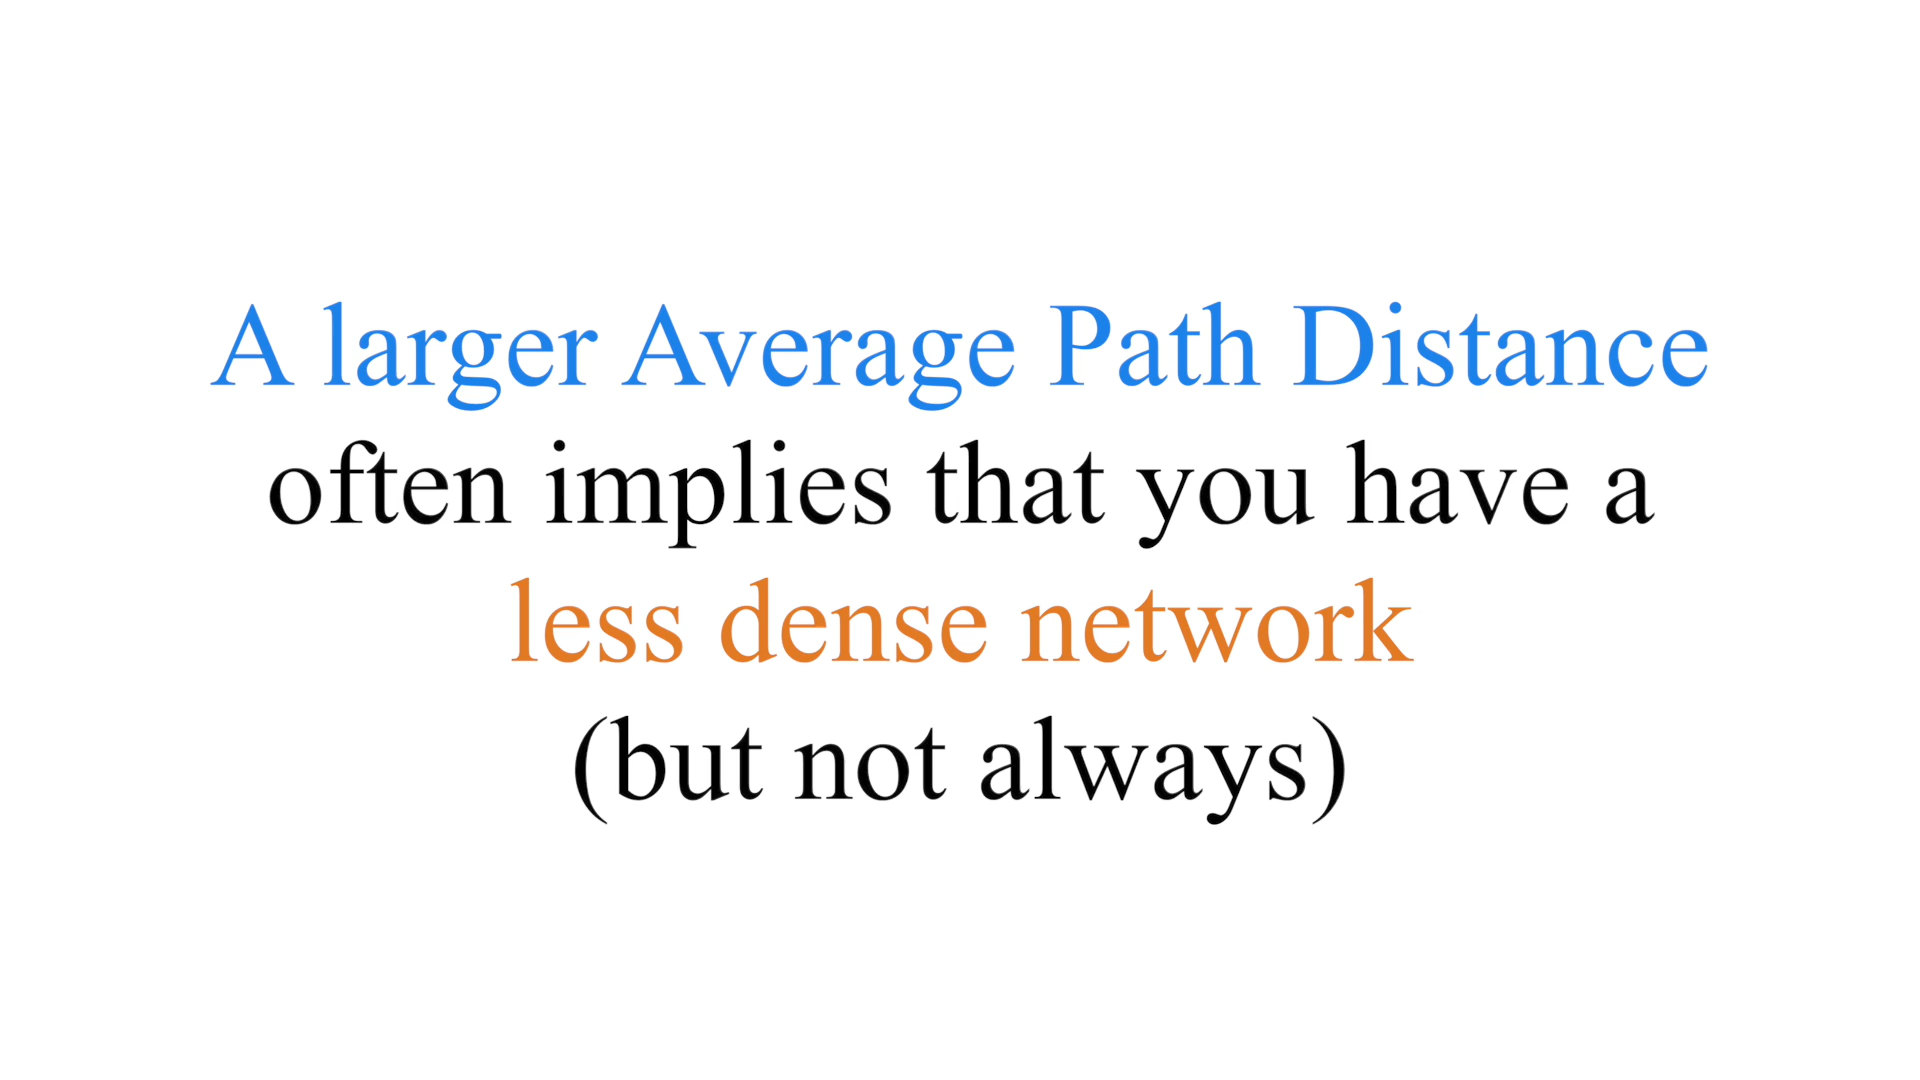 A larger Average Path Distance
often implies that you have a
less dense network
(but not always)